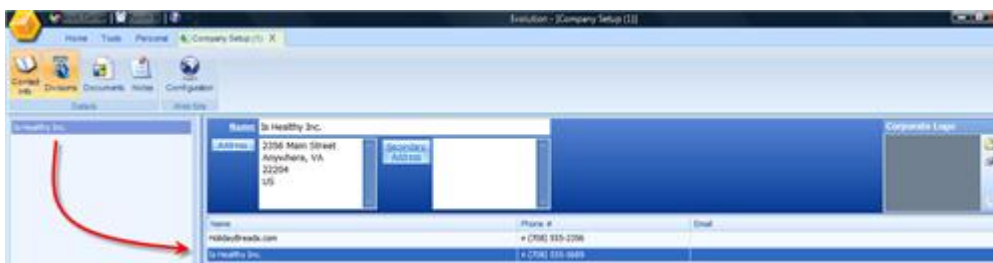 Evolution - [Company Setup (1)]
Home Tools Personal Company Setup (1) X
Contact Info Divisions Documents Notes Configuration
Details Web Site
Is Healthy Inc.
Name Is Healthy Inc.
Corporate Logo
Address 2356 Main Street
Anywhere, VA
22204
US
Secondary Address
Name Phone # Email
HolidayBreads.com + (708) 555-2356
Is Healthy Inc. + (708) 555-5689